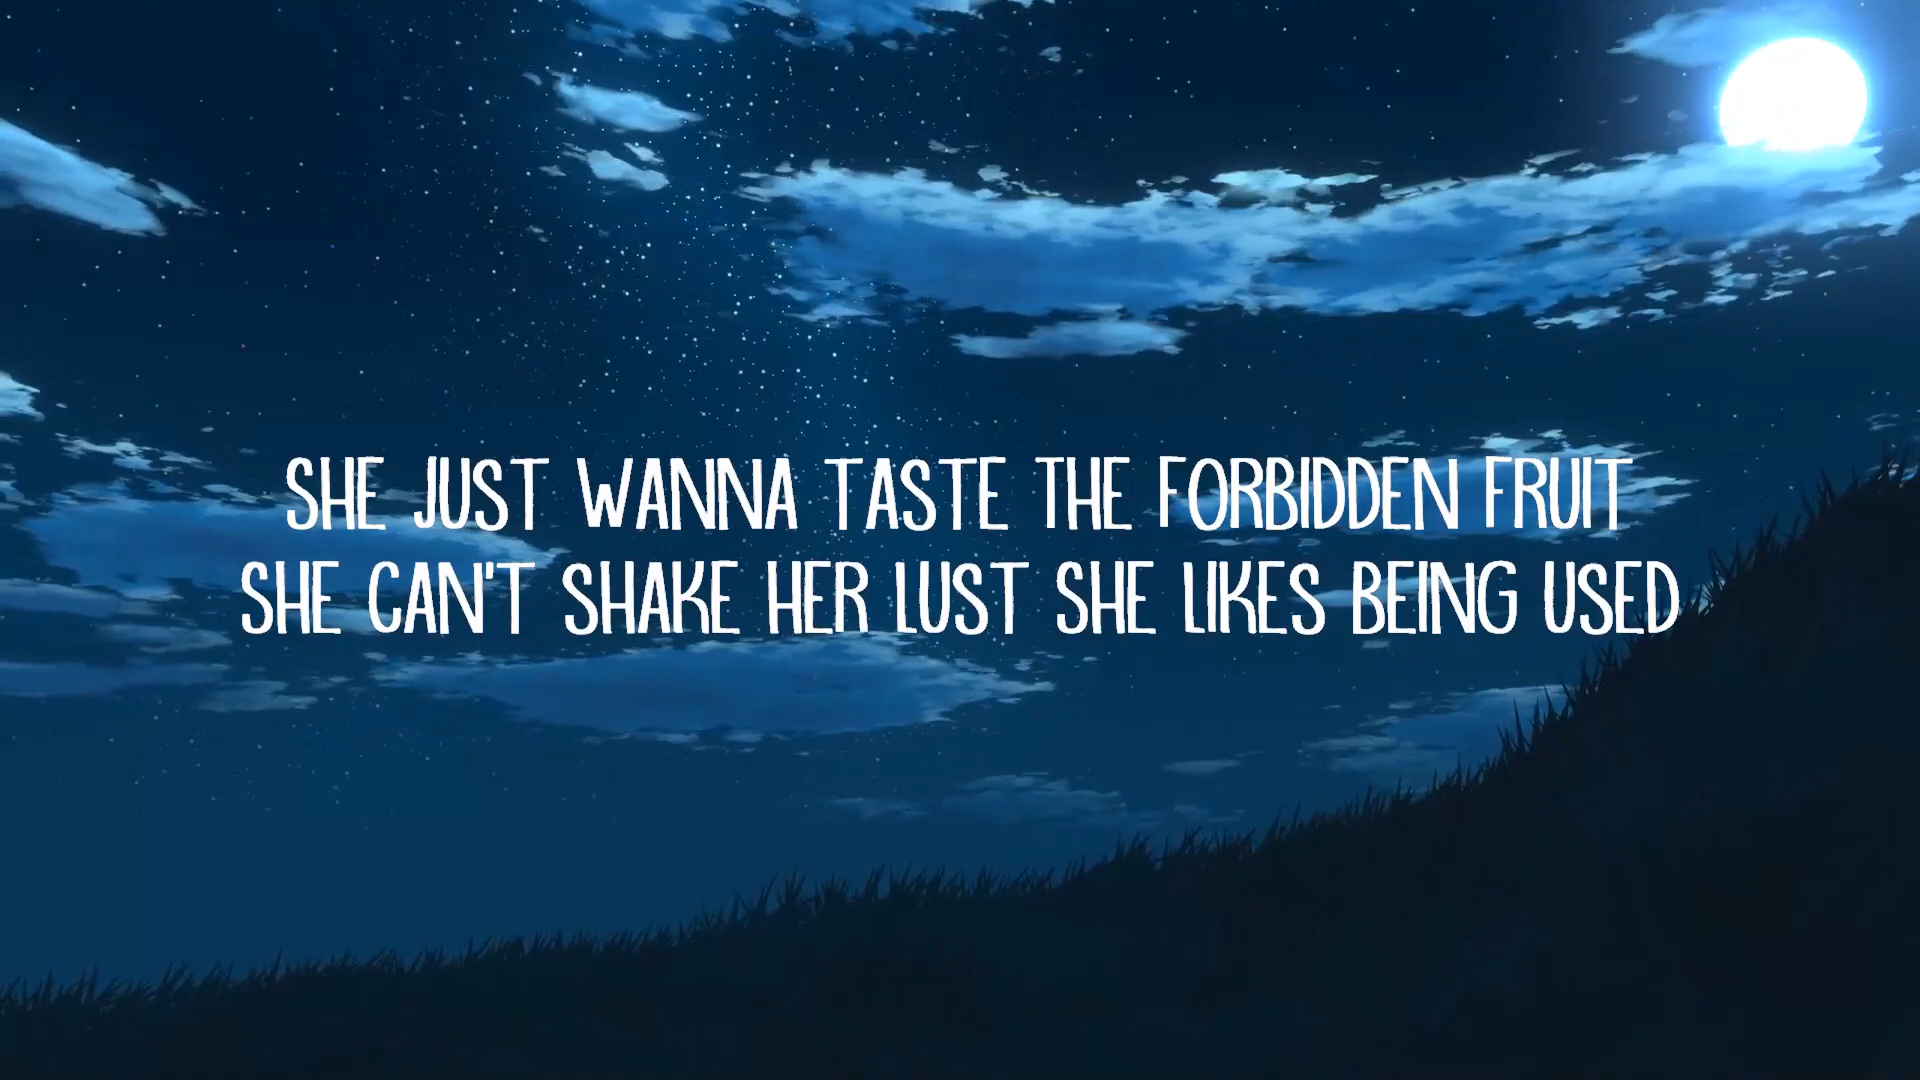 SHE JUST WANNA TASTE THE FORBIDDEN FRUIT
SHE CAN'T SHAKE HER LUST SHE LIKES BEING USED